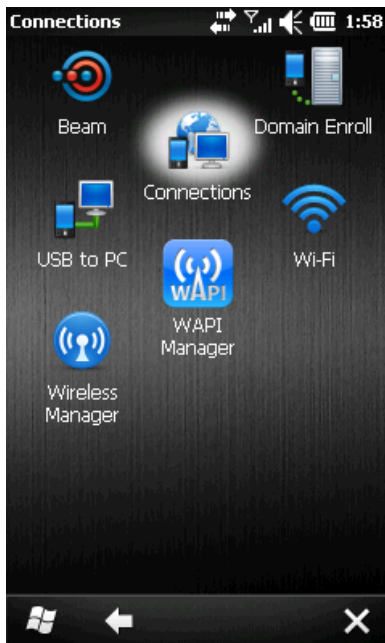 Connections 1:58
Beam
Domain Enroll
Connections
USB to PC
Wi-Fi
WAPI
WAPI
Manager
Wireless
Manager